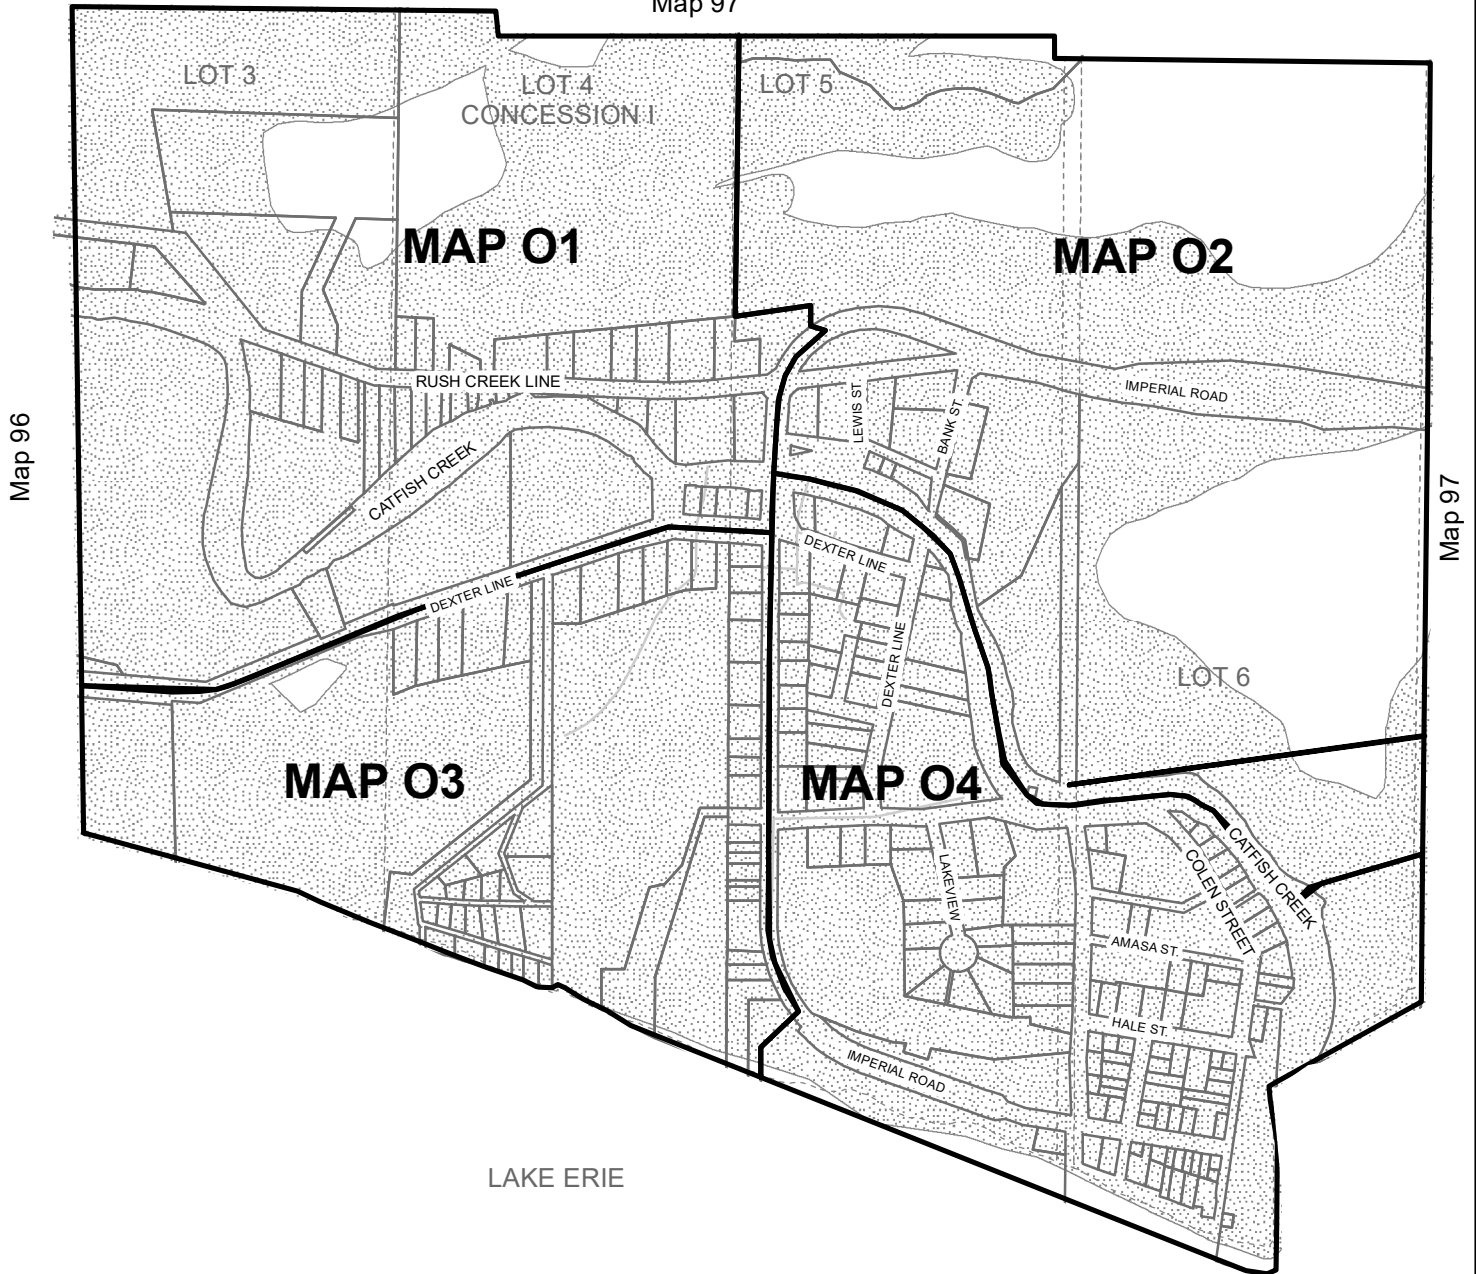 Map 97
LOT 3
LOT 4
CONCESSION I
LOT 5
MAP O1
MAP O2
RUSH CREEK LINE
IMPERIAL ROAD
LEWIS ST
BANK ST
Map 96
CATFISH CREEK
Map 97
DEXTER LINE
DEXTER LINE
DEXTER LINE
LOT 6
MAP O3
MAP O4
LAKEVIEW
COLEN STREET
CATFISH CREEK
AMASA ST.
HALE ST.
IMPERIAL ROAD
LAKE ERIE